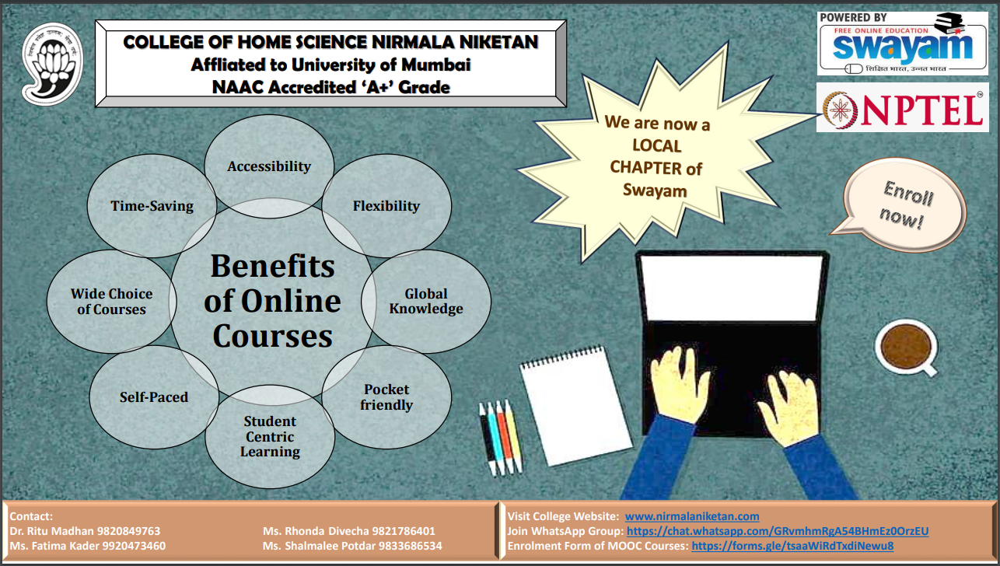 COLLEGE OF HOME SCIENCE NIRMALA NIKETAN
Affliated to University of Mumbai
NAAC Accredited ‘A+’ Grade
POWERED BY
FREE ONLINE EDUCATION
swayam
शिक्षित भारत, उन्नत भारत
NPTEL
TM
We are now a
LOCAL
CHAPTER of
Swayam
Enroll
now!
Benefits
of Online
Courses
Accessibility
Flexibility
Global
Knowledge
Pocket
friendly
Student
Centric
Learning
Self-Paced
Wide Choice
of Courses
Time-Saving
Contact:
Dr. Ritu Madhan 9820849763
Ms. Rhonda Divecha 9821786401
Ms. Fatima Kader 9920473460
Ms. Shalmalee Potdar 9833686534
Visit College Website: www.nirmalaniketan.com
Join WhatsApp Group: https://chat.whatsapp.com/GRvmhmRgA54BHmEz0OrzEU
Enrolment Form of MOOC Courses: https://forms.gle/tsaaWiRdTxdiNewu8